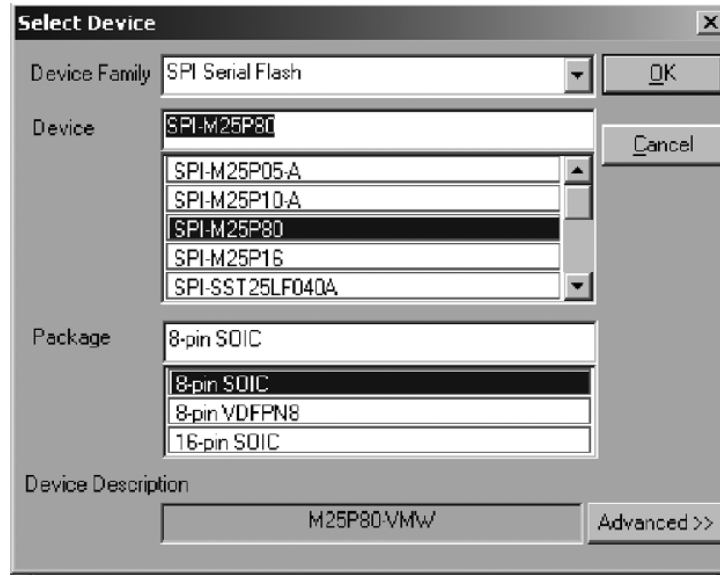 Select Device
Device Family SPI Serial Flash OK
Device SPI-M25P80 Cancel
SPI-M25P05-A
SPI-M25P10-A
SPI-M25P80
SPI-M25P16
SPI-SST25LF040A
Package 8-pin SOIC
8-pin SOIC
8-pin VDFPN8
16-pin SOIC
Device Description
M25P80-VMW Advanced >>